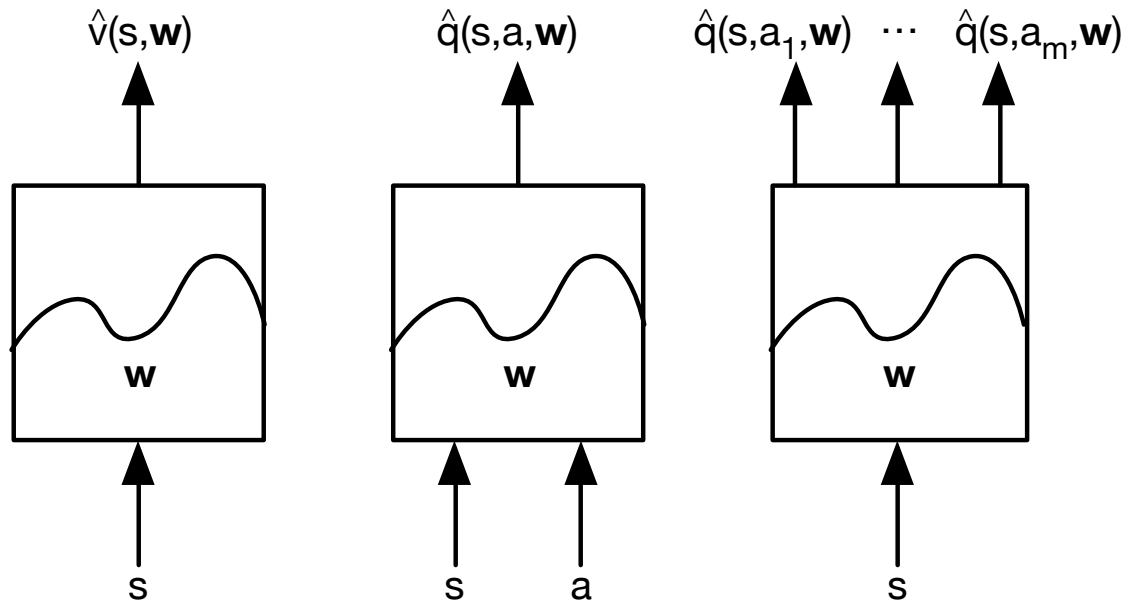 v̂(s,w) q̂(s,a,w) q̂(s,a₁,w) ··· q̂(s,aₘ,w)
w w w
s s a s